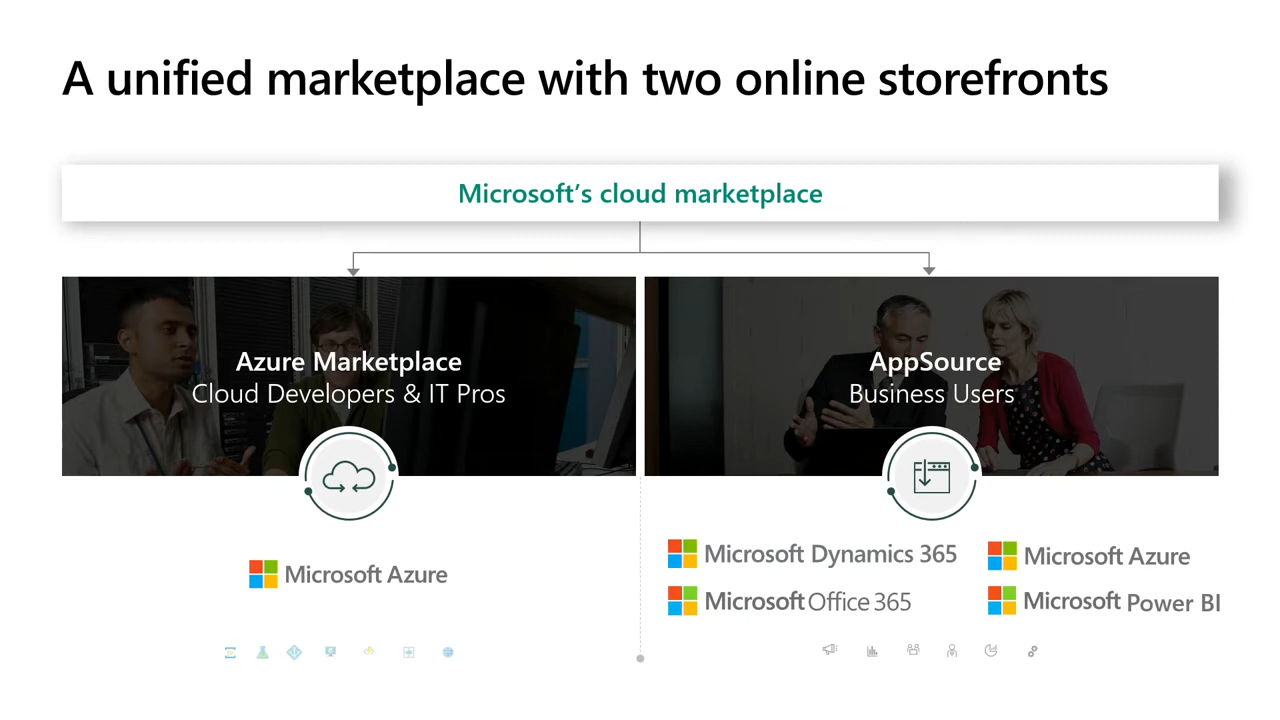 A unified marketplace with two online storefronts
Microsoft's cloud marketplace
Azure Marketplace
Cloud Developers & IT Pros
AppSource
Business Users
Microsoft Azure
Microsoft Dynamics 365
Microsoft Azure
Microsoft Office 365
Microsoft Power BI